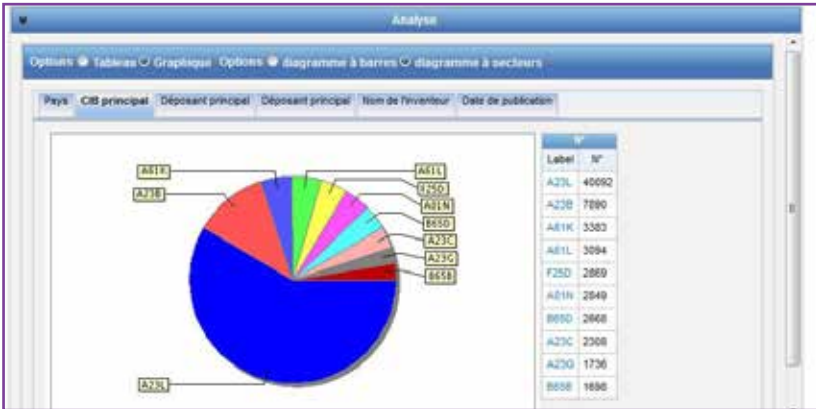 Analyse
Options Tableau Graphique Options diagramme à barres diagramme à secteurs
Pays CIB principal Déposant principal Déposant principal Nom de l'inventeur Date de publication
A61K
A23B
A61L
F25D
A01N
B65D
A23C
A23G
B65B
A23L
N°
Label N°
A23L 40092
A23B 7890
A61K 3383
A61L 3094
F25D 2869
A01N 2849
B65D 2668
A23C 2308
A23G 1736
B65B 1698